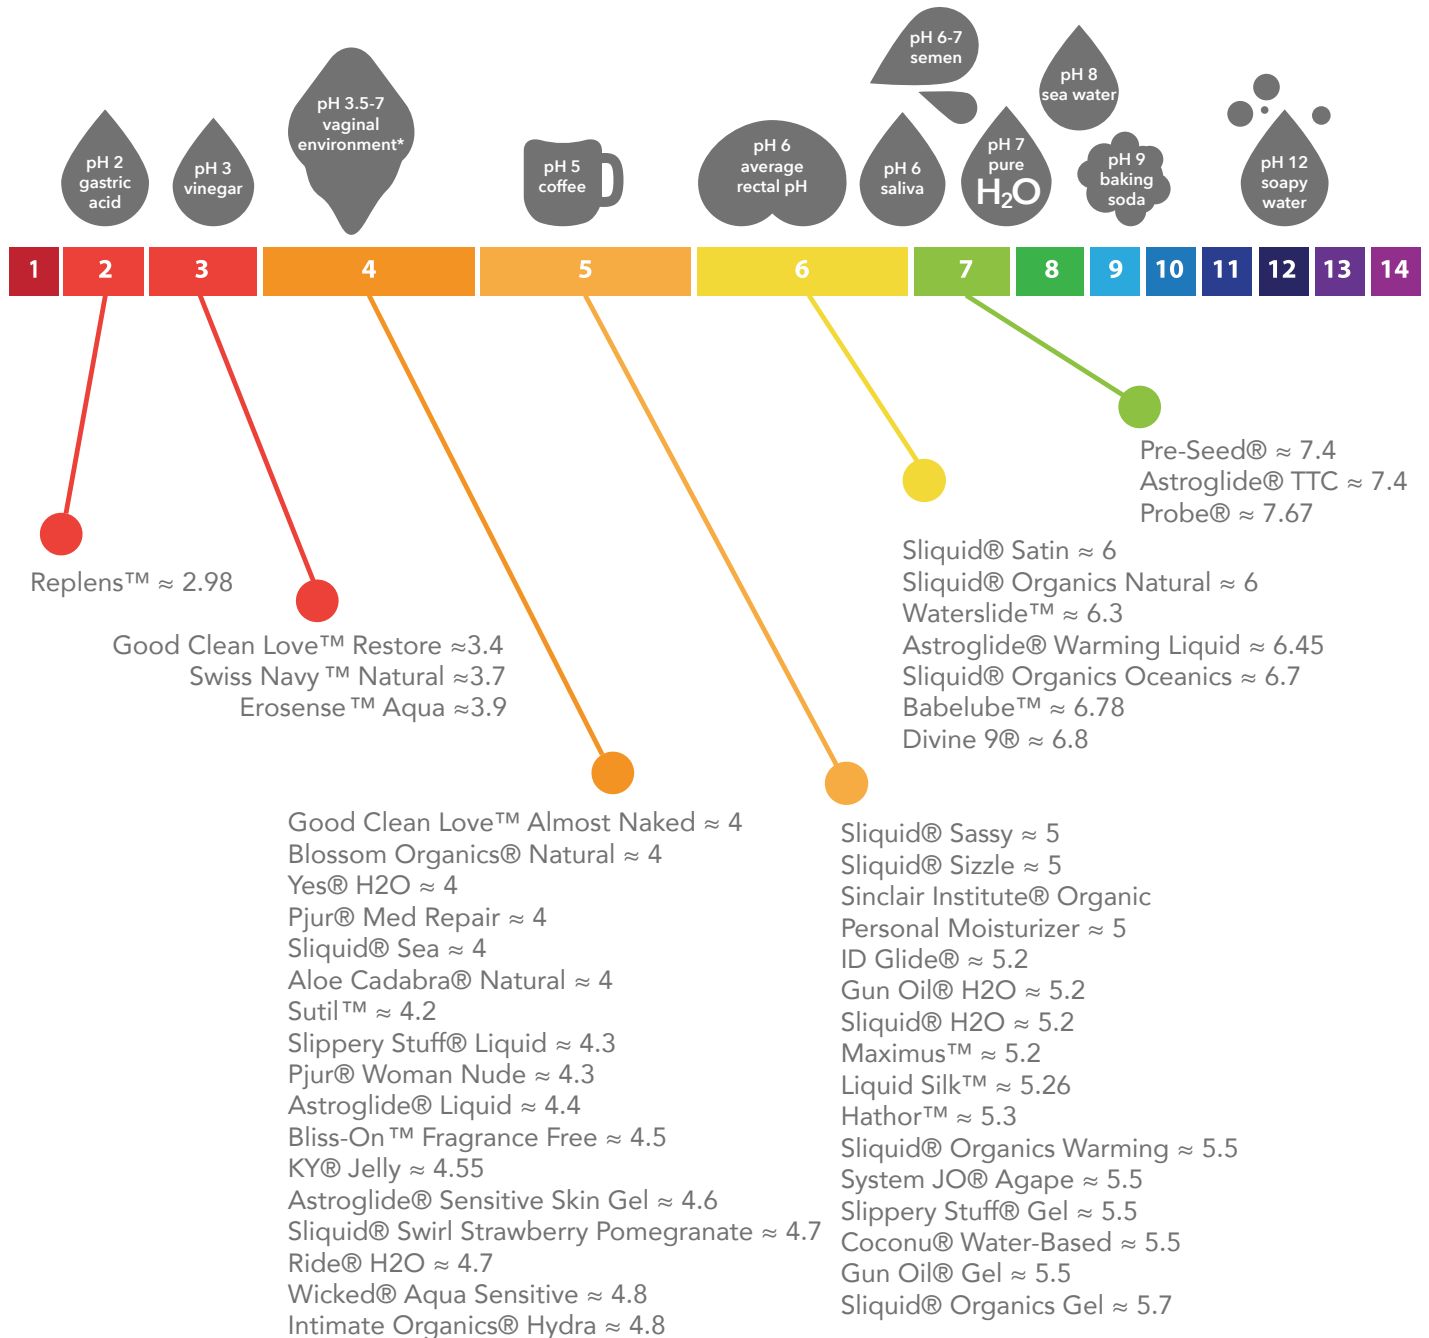 pH 2
gastric
acid
pH 3
vinegar
pH 3.5-7
vaginal
environment*
pH 5
coffee
pH 6
average
rectal pH
pH 6-7
semen
pH 6
saliva
pH 7
pure
H₂O
pH 8
sea water
pH 9
baking
soda
pH 12
soapy
water
1 2 3 4 5 6 7 8 9 10 11 12 13 14
Replens™ ≈ 2.98
Good Clean Love™ Restore ≈3.4
Swiss Navy™ Natural ≈3.7
Erosense™ Aqua ≈3.9
Good Clean Love™ Almost Naked ≈ 4
Blossom Organics® Natural ≈ 4
Yes® H2O ≈ 4
Pjur® Med Repair ≈ 4
Sliquid® Sea ≈ 4
Aloe Cadabra® Natural ≈ 4
Sutil™ ≈ 4.2
Slippery Stuff® Liquid ≈ 4.3
Pjur® Woman Nude ≈ 4.3
Astroglide® Liquid ≈ 4.4
Bliss-On™ Fragrance Free ≈ 4.5
KY® Jelly ≈ 4.55
Astroglide® Sensitive Skin Gel ≈ 4.6
Sliquid® Swirl Strawberry Pomegranate ≈ 4.7
Ride® H2O ≈ 4.7
Wicked® Aqua Sensitive ≈ 4.8
Intimate Organics® Hydra ≈ 4.8
Sliquid® Sassy ≈ 5
Sliquid® Sizzle ≈ 5
Sinclair Institute® Organic
Personal Moisturizer ≈ 5
ID Glide® ≈ 5.2
Gun Oil® H2O ≈ 5.2
Sliquid® H2O ≈ 5.2
Maximus™ ≈ 5.2
Liquid Silk™ ≈ 5.26
Hathor™ ≈ 5.3
Sliquid® Organics Warming ≈ 5.5
System JO® Agape ≈ 5.5
Slippery Stuff® Gel ≈ 5.5
Coconu® Water-Based ≈ 5.5
Gun Oil® Gel ≈ 5.5
Sliquid® Organics Gel ≈ 5.7
Sliquid® Satin ≈ 6
Sliquid® Organics Natural ≈ 6
Waterslide™ ≈ 6.3
Astroglide® Warming Liquid ≈ 6.45
Sliquid® Organics Oceanics ≈ 6.7
Babelube™ ≈ 6.78
Divine 9® ≈ 6.8
Pre-Seed® ≈ 7.4
Astroglide® TTC ≈ 7.4
Probe® ≈ 7.67